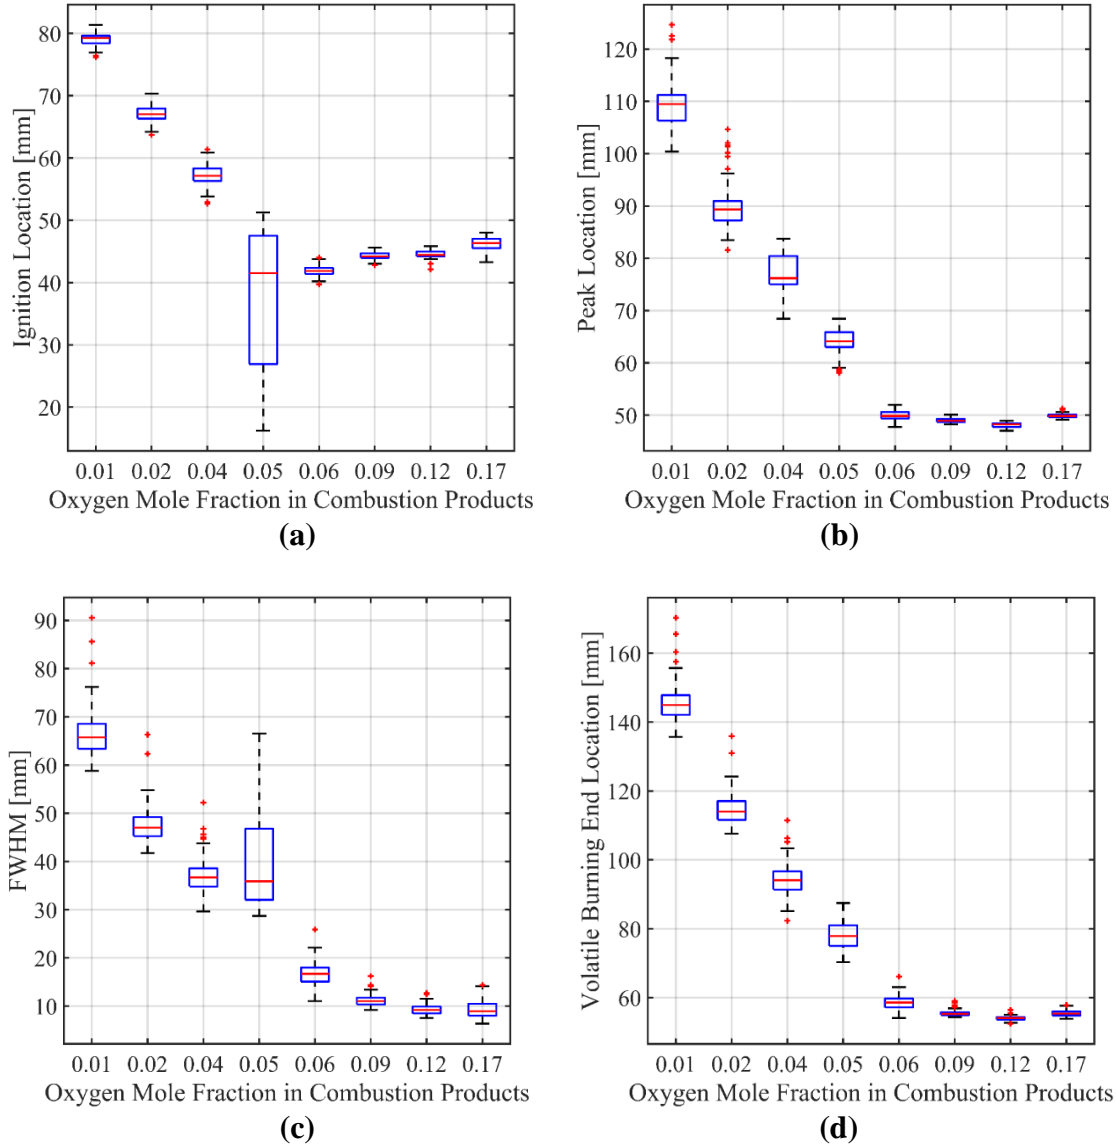 Ignition Location [mm]
80
70
60
50
40
30
20
0.01 0.02 0.04 0.05 0.06 0.09 0.12 0.17
Oxygen Mole Fraction in Combustion Products
(a)
Peak Location [mm]
120
110
100
90
80
70
60
50
0.01 0.02 0.04 0.05 0.06 0.09 0.12 0.17
Oxygen Mole Fraction in Combustion Products
(b)
FWHM [mm]
90
80
70
60
50
40
30
20
10
0.01 0.02 0.04 0.05 0.06 0.09 0.12 0.17
Oxygen Mole Fraction in Combustion Products
(c)
Volatile Burning End Location [mm]
160
140
120
100
80
60
0.01 0.02 0.04 0.05 0.06 0.09 0.12 0.17
Oxygen Mole Fraction in Combustion Products
(d)